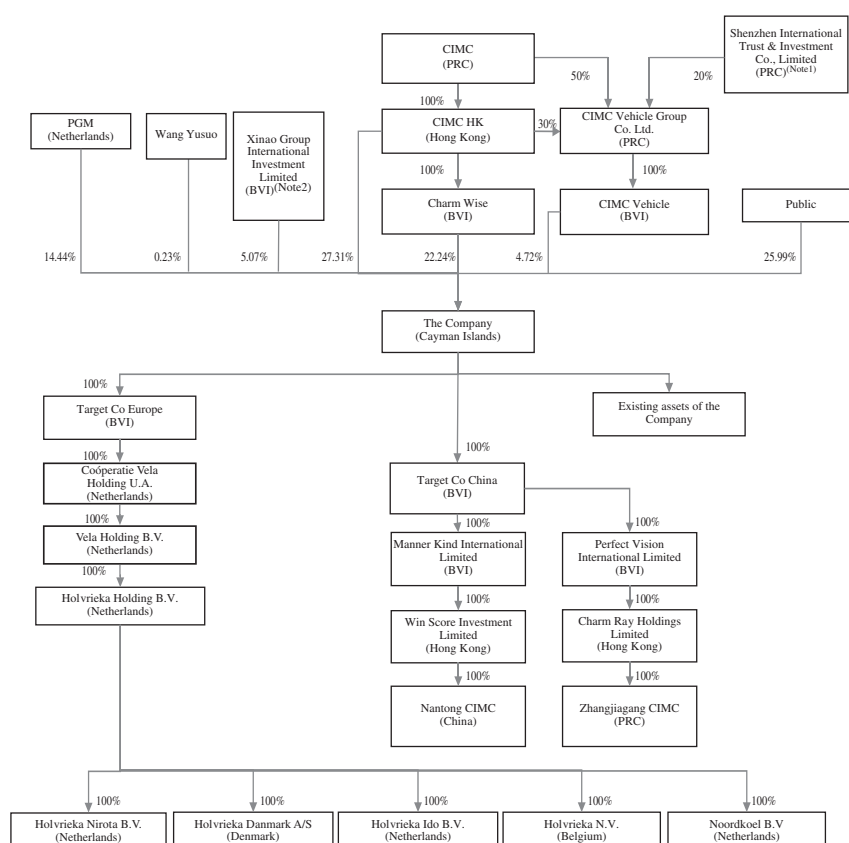 CIMC
(PRC)
Shenzhen International
Trust & Investment
Co., Limited
(PRC)(Note1)
50%
20%
100%
PGM
(Netherlands)
Wang Yusuo
Xinao Group
International
Investment
Limited
(BVI)(Note2)
CIMC HK
(Hong Kong)
30%
CIMC Vehicle Group
Co. Ltd.
(PRC)
100%
100%
Charm Wise
(BVI)
CIMC Vehicle
(BVI)
Public
14.44%
0.23%
5.07%
27.31%
22.24%
4.72%
25.99%
The Company
(Cayman Islands)
100%
Target Co Europe
(BVI)
Existing assets of the
Company
100%
100%
Coóperatie Vela
Holding U.A.
(Netherlands)
Target Co China
(BVI)
100%
100%
100%
Vela Holding B.V.
(Netherlands)
Manner Kind International
Limited
(BVI)
Perfect Vision
International Limited
(BVI)
100%
Holvrieka Holding B.V.
(Netherlands)
100%
100%
Win Score Investment
Limited
(Hong Kong)
Charm Ray Holdings
Limited
(Hong Kong)
100%
100%
Nantong CIMC
(China)
Zhangjiagang CIMC
(PRC)
100%
100%
100%
100%
100%
Holvrieka Nirota B.V.
(Netherlands)
Holvrieka Danmark A/S
(Denmark)
Holvrieka Ido B.V.
(Netherlands)
Holvrieka N.V.
(Belgium)
Noordkoel B.V
(Netherlands)